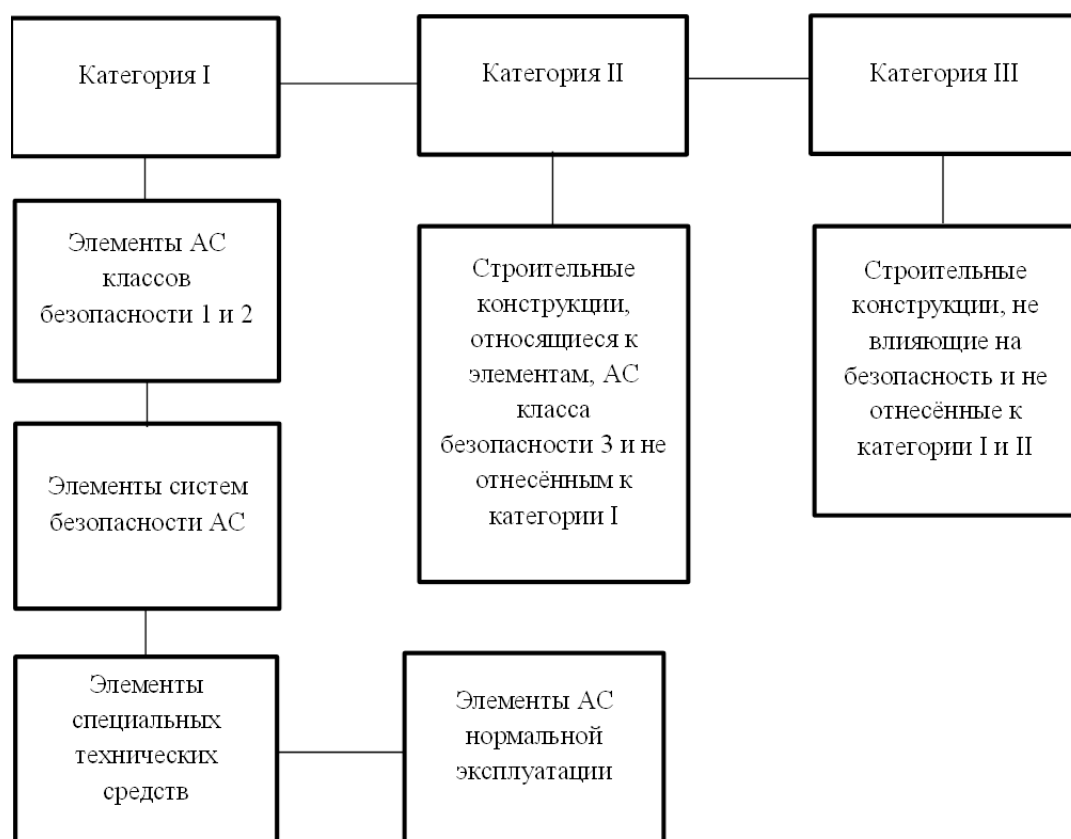 Категория I
Категория II
Категория III
Элементы АС
классов
безопасности 1 и 2
Строительные
конструкции,
относящиеся к
элементам, АС
класса
безопасности 3 и не
отнесённым к
категории I
Строительные
конструкции, не
влияющие на
безопасность и не
отнесённые к
категории I и II
Элементы систем
безопасности АС
Элементы
специальных
технических
средств
Элементы АС
нормальной
эксплуатации